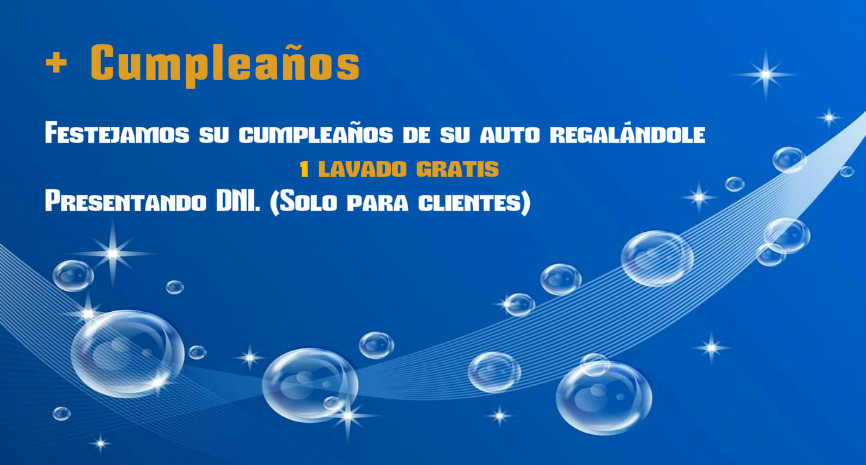 + Cumpleaños
Festejamos su cumpleaños de su auto regalándole
1 lavado gratis
Presentando DNI. (Solo para clientes)